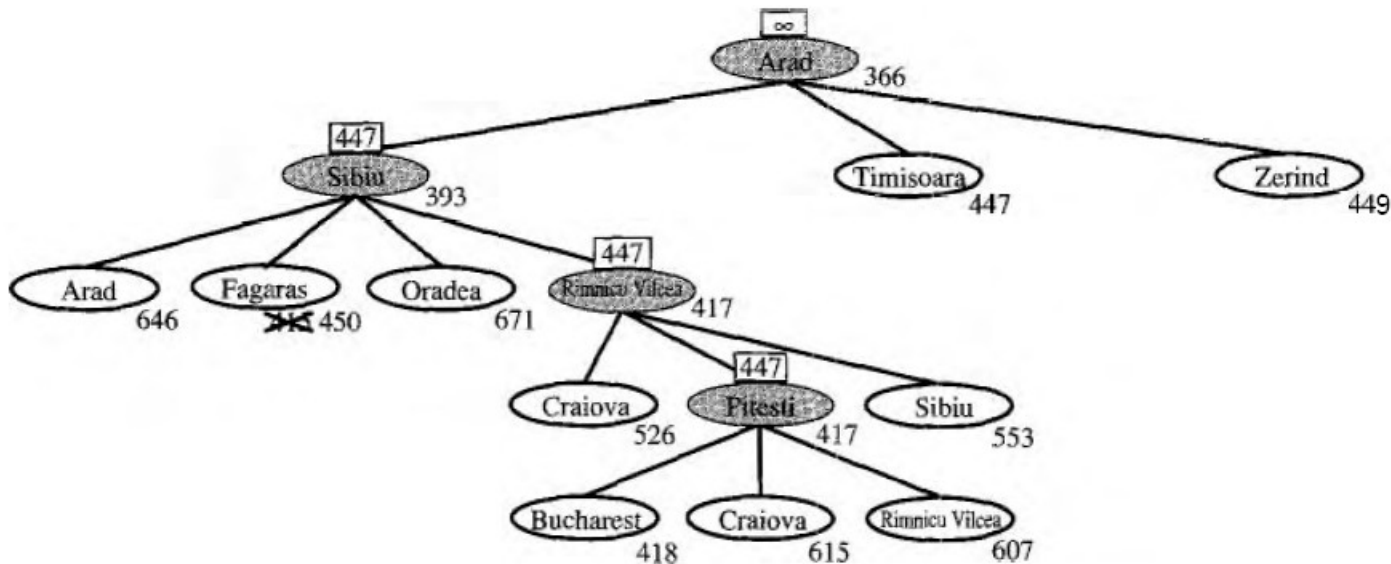 ∞
Arad
366
447
Sibiu
393
Timisoara
447
Zerind
449
Arad
646
Fagaras
450
Oradea
671
447
Rimnicu Vilcea
417
Craiova
526
447
Pitesti
417
Sibiu
553
Bucharest
418
Craiova
615
Rimnicu Vilcea
607